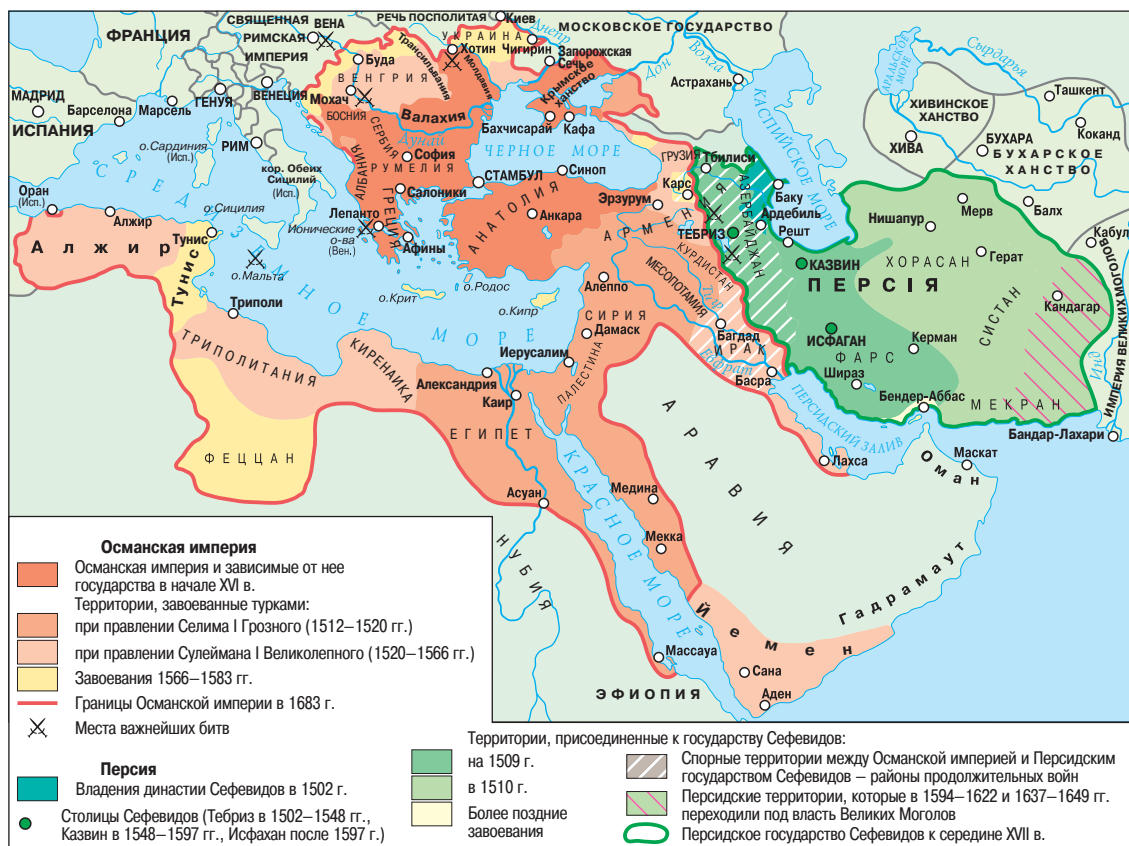 ФРАНЦИЯ
СВЯЩЕННАЯ
РИМСКАЯ
ИМПЕРИЯ
ВЕНА
РЕЧЬ ПОСПОЛИТАЯ
Киев
Днепр
МОСКОВСКОЕ ГОСУДАРСТВО
УКРАИНА
Хотин
Чигирин
Запорожская
Сечь
Дон
Волга
Астрахань
АРАЛЬСКОЕ
МОРЕ
Сырдарья
Ташкент
Коканд
ХИВИНСКОЕ
ХАНСТВО
ХИВА
БУХАРА
БУХАРСКОЕ
ХАНСТВО
МАДРИД
Барселона
ИСПАНИЯ
Марсель
ГЕНУЯ
ВЕНЕЦИЯ
РИМ
о.Сардиния
(Исп.)
кор. Обеих
Сицилий
(Исп.)
о.Сицилия
Буда
ВЕНГРИЯ
Трансильвания
Молдавия
Мохач
БОСНИЯ
СЕРБИЯ
Валахия
Дунай
Крымское
ханство
Бахчисарай
Кафа
ЧЕРНОЕ МОРЕ
КАСПИЙСКОЕ МОРЕ
София
РУМЕЛИЯ
АЛБАНИЯ
Салоники
СТАМБУЛ
Синоп
ГРУЗИЯ
Тбилиси
Карс
Эрзурум
АРМЕНИЯ
АЗЕРБАЙДЖАН
Баку
Ардебиль
Решт
ТЕБРИЗ
КУРДИСТАН
Оран
(Исп.)
Алжир
Алжир
Тунис
Тунис
СРЕДИЗЕМНОЕ МОРЕ
о.Мальта
Триполи
Лепанто
Ионические
о-ва
(Вен.)
ГРЕЦИЯ
Афины
АНАТОЛИЯ
Анкара
о.Крит
о.Родос
о.Кипр
Алеппо
МЕСОПОТАМИЯ
Тигр
СИРИЯ
Дамаск
Багдад
ИРАК
Евфрат
Басра
Иерусалим
ПАЛЕСТИНА
КАЗВИН
ПЕРСІЯ
ИСФАГАН
ФАРС
Шираз
Керман
Бендер-Аббас
Нишапур
Мерв
Балх
Кабул
ХОРАСАН
Герат
СИСТАН
Кандагар
МЕКРАН
Инд
ИМПЕРИЯ ВЕЛИКИХ МОГОЛОВ
Бандар-Лахари
ПЕРСИДСКИЙ ЗАЛИВ
ТРИПОЛИТАНИЯ
КИРЕНАИКА
ФЕЦЦАН
Александрия
Каир
ЕГИПЕТ
Асуан
НУБИЯ
КРАСНОЕ МОРЕ
АРАВИЯ
Медина
Мекка
Лахса
Маскат
Оман
Гадрамаут
Йемен
Сана
Аден
Массауа
ЭФИОПИЯ
Османская империя
Османская империя и зависимые от нее
государства в начале XVI в.
Территории, завоеванные турками:
при правлении Селима I Грозного (1512–1520 гг.)
при правлении Сулеймана I Великолепного (1520–1566 гг.)
Завоевания 1566–1583 гг.
Границы Османской империи в 1683 г.
Места важнейших битв
Персия
Владения династии Сефевидов в 1502 г.
Столицы Сефевидов (Тебриз в 1502-1548 гг.,
Казвин в 1548–1597 гг., Исфахан после 1597 г.)
Территории, присоединенные к государству Сефевидов:
на 1509 г.
в 1510 г.
Более поздние
завоевания
Спорные территории между Османской империей и Персидским
государством Сефевидов – районы продолжительных войн
Персидские территории, которые в 1594–1622 и 1637–1649 гг.
переходили под власть Великих Моголов
Персидское государство Сефевидов к середине XVII в.